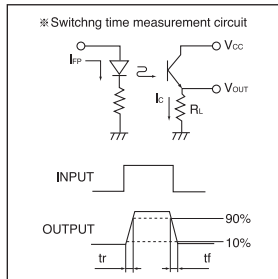 ※Switchng time measurement circuit
VCC
IFP
VOUT
IC
RL
INPUT
OUTPUT
90%
10%
tr
tf